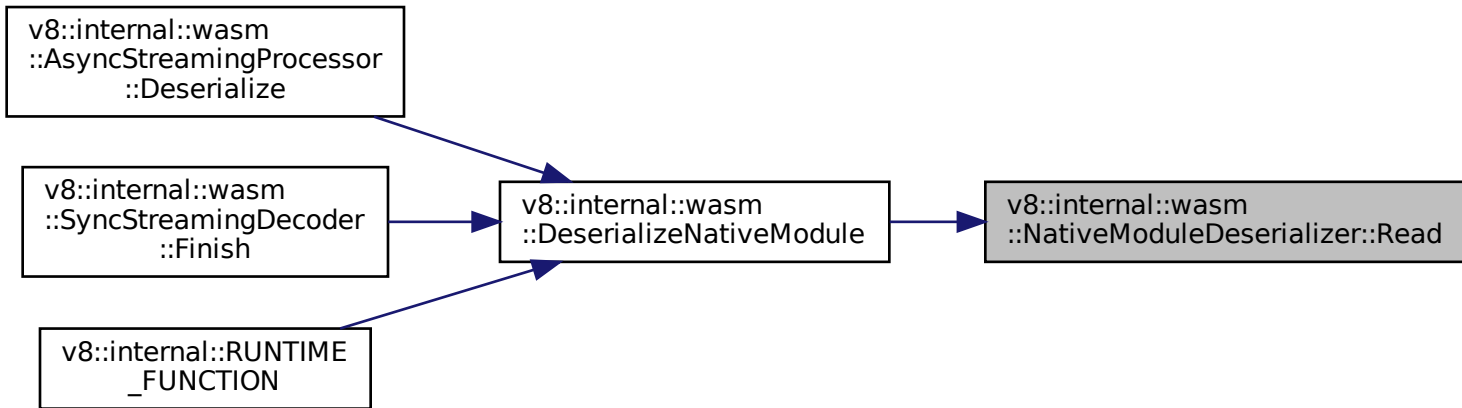 v8::internal::wasm
::AsyncStreamingProcessor
::Deserialize
v8::internal::wasm
::SyncStreamingDecoder
::Finish
v8::internal::RUNTIME
_FUNCTION
v8::internal::wasm
::DeserializeNativeModule
v8::internal::wasm
::NativeModuleDeserializer::Read